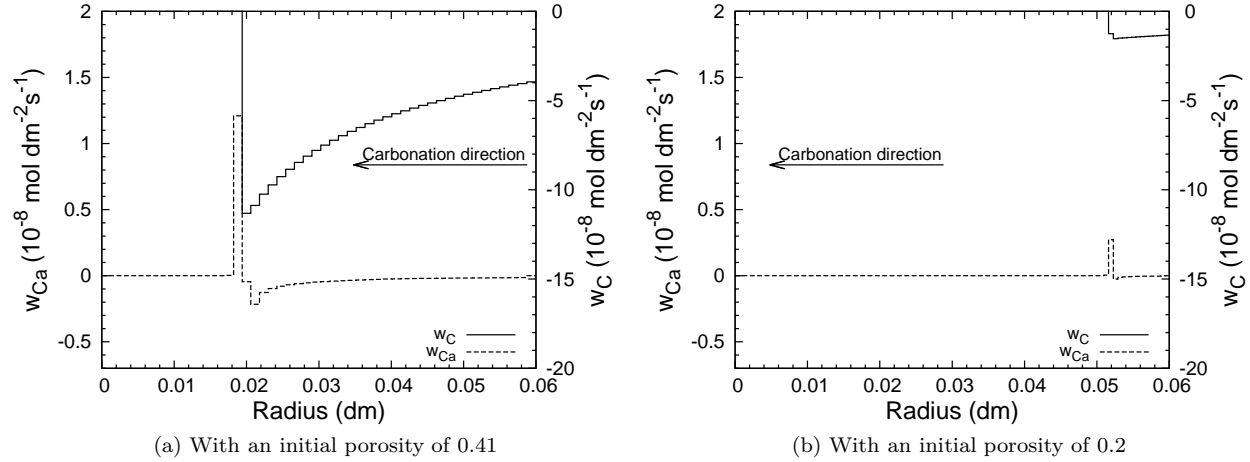 2
1.5
1
0.5
0
-0.5
w_Ca (10^-8 mol dm^-2 s^-1)
0
-5
-10
-15
-20
w_C (10^-8 mol dm^-2 s^-1)
Carbonation direction
w_C
w_Ca
0 0.01 0.02 0.03 0.04 0.05 0.06
Radius (dm)
(a) With an initial porosity of 0.41
2
1.5
1
0.5
0
-0.5
w_Ca (10^-8 mol dm^-2 s^-1)
0
-5
-10
-15
-20
w_C (10^-8 mol dm^-2 s^-1)
Carbonation direction
w_C
w_Ca
0 0.01 0.02 0.03 0.04 0.05 0.06
Radius (dm)
(b) With an initial porosity of 0.2